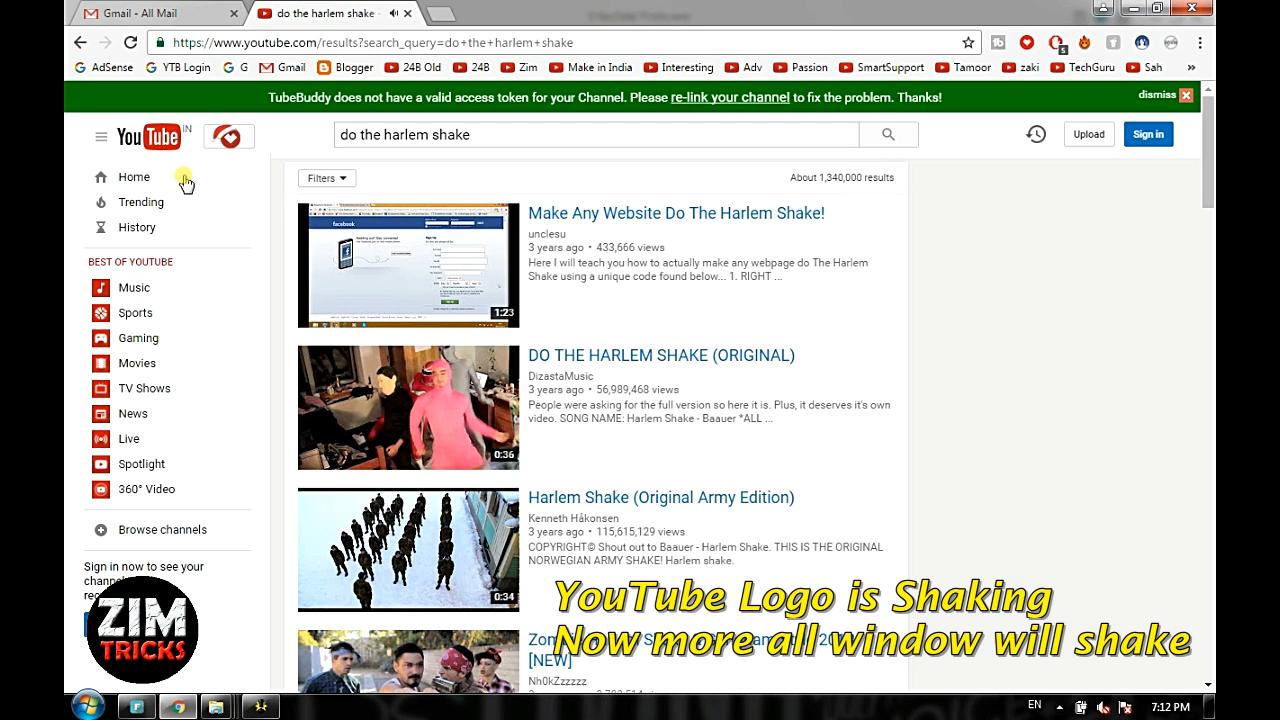 Gmail - All Mail
do the harlem shake -
https://www.youtube.com/results?search_query=do+the+harlem+shake
5
AdSense YTB Login G Gmail Blogger 24B Old 24B Zim Make in India Interesting Adv Passion SmartSupport Tamoor zaki TechGuru Sah »
TubeBuddy does not have a valid access token for your Channel. Please re-link your channel to fix the problem. Thanks!
dismiss
YouTube IN
do the harlem shake
Upload
Sign in
Home
Trending
History
BEST OF YOUTUBE
Music
Sports
Gaming
Movies
TV Shows
News
Live
Spotlight
360° Video
Browse channels
Sign in now to see your
ZIM
TRICKS
Filters
About 1,340,000 results
facebook
1:23
Make Any Website Do The Harlem Shake!
unclesu
3 years ago • 433,666 views
Here I will teach you how to actually make any webpage do The Harlem
Shake using a unique code found below... 1. RIGHT ...
0:36
DO THE HARLEM SHAKE (ORIGINAL)
DizastaMusic
3 years ago • 56,989,468 views
People were asking for the full version so here it is. Plus, it deserves it's own
video. SONG NAME: Harlem Shake - Baauer *ALL ...
0:34
Harlem Shake (Original Army Edition)
Kenneth Håkonsen
3 years ago • 115,615,129 views
COPYRIGHT© Shout out to Baauer - Harlem Shake. THIS IS THE ORIGINAL
NORWEGIAN ARMY SHAKE! Harlem shake.
YouTube Logo is Shaking
Now more all window will shake
[NEW]
Nh0kZzzzzz
EN
7:12 PM